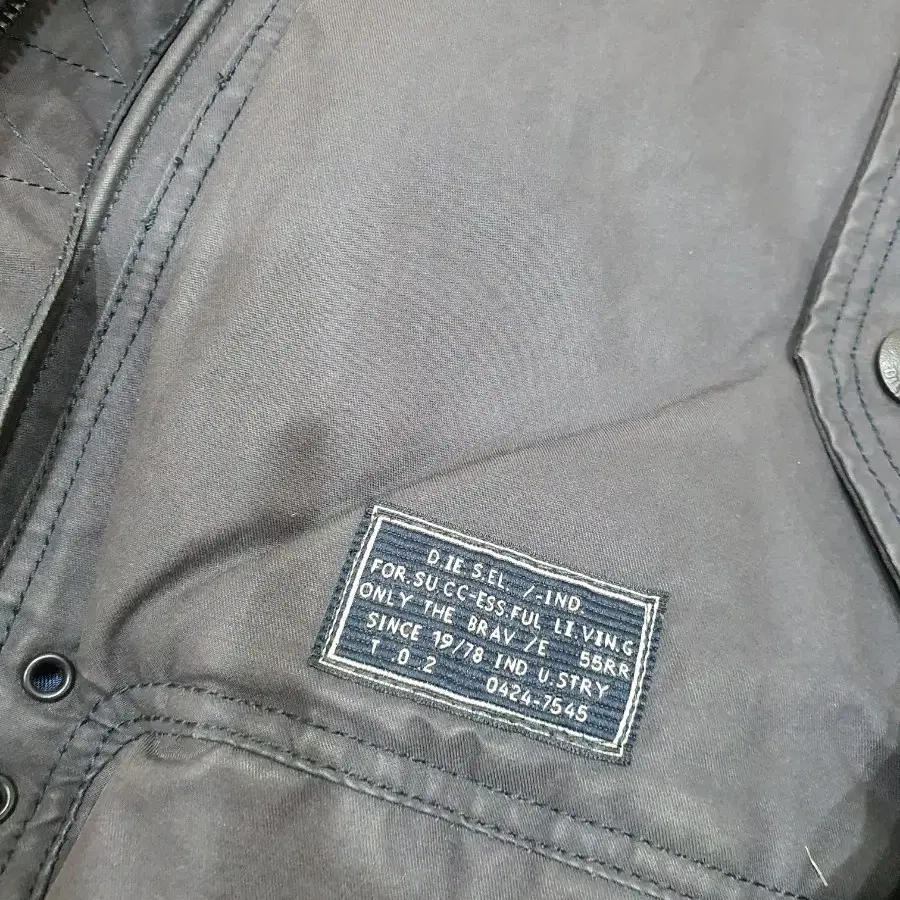 D.IE.S.EL. /-IND.
FOR.SU.CC-ESS.FUL LI.VIN.G
ONLY THE BRAV /E 55RR
SINCE 19/78 IND U.STRY
T .0.2 0424-7545